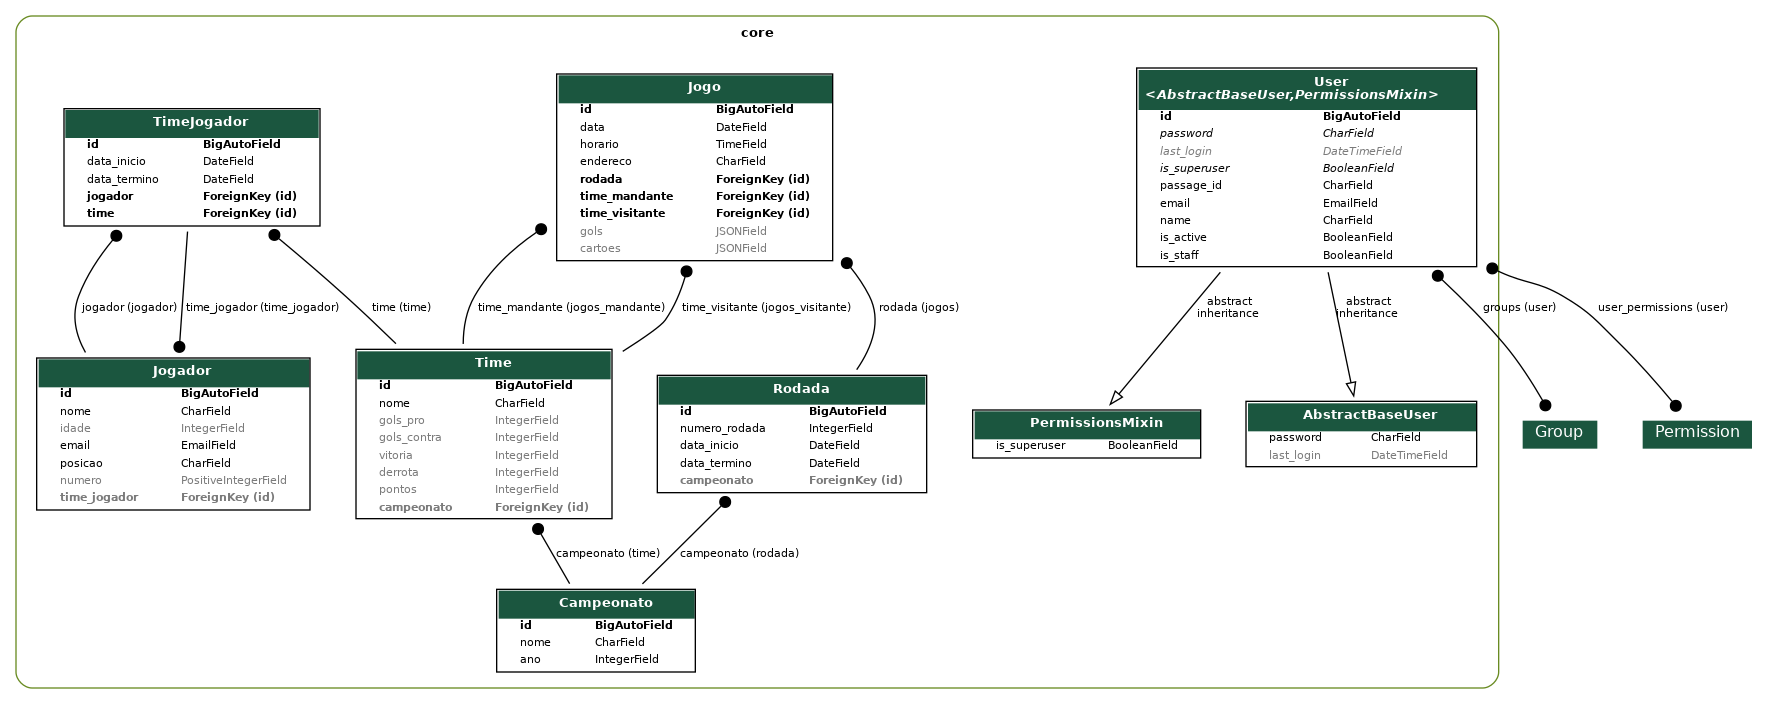 core
TimeJogador
id BigAutoField
data_inicio DateField
data_termino DateField
jogador ForeignKey (id)
time ForeignKey (id)
Jogo
id BigAutoField
data DateField
horario TimeField
endereco CharField
rodada ForeignKey (id)
time_mandante ForeignKey (id)
time_visitante ForeignKey (id)
gols JSONField
cartoes JSONField
User
<AbstractBaseUser,PermissionsMixin>
id BigAutoField
password CharField
last_login DateTimeField
is_superuser BooleanField
passage_id CharField
email EmailField
name CharField
is_active BooleanField
is_staff BooleanField
jogador (jogador)
time_jogador (time_jogador)
time (time)
time_mandante (jogos_mandante)
time_visitante (jogos_visitante)
rodada (jogos)
abstract
inheritance
abstract
inheritance
groups (user)
user_permissions (user)
Jogador
id BigAutoField
nome CharField
idade IntegerField
email EmailField
posicao CharField
numero PositiveIntegerField
time_jogador ForeignKey (id)
Time
id BigAutoField
nome CharField
gols_pro IntegerField
gols_contra IntegerField
vitoria IntegerField
derrota IntegerField
pontos IntegerField
campeonato ForeignKey (id)
Rodada
id BigAutoField
numero_rodada IntegerField
data_inicio DateField
data_termino DateField
campeonato ForeignKey (id)
PermissionsMixin
is_superuser BooleanField
AbstractBaseUser
password CharField
last_login DateTimeField
Group
Permission
campeonato (time)
campeonato (rodada)
Campeonato
id BigAutoField
nome CharField
ano IntegerField